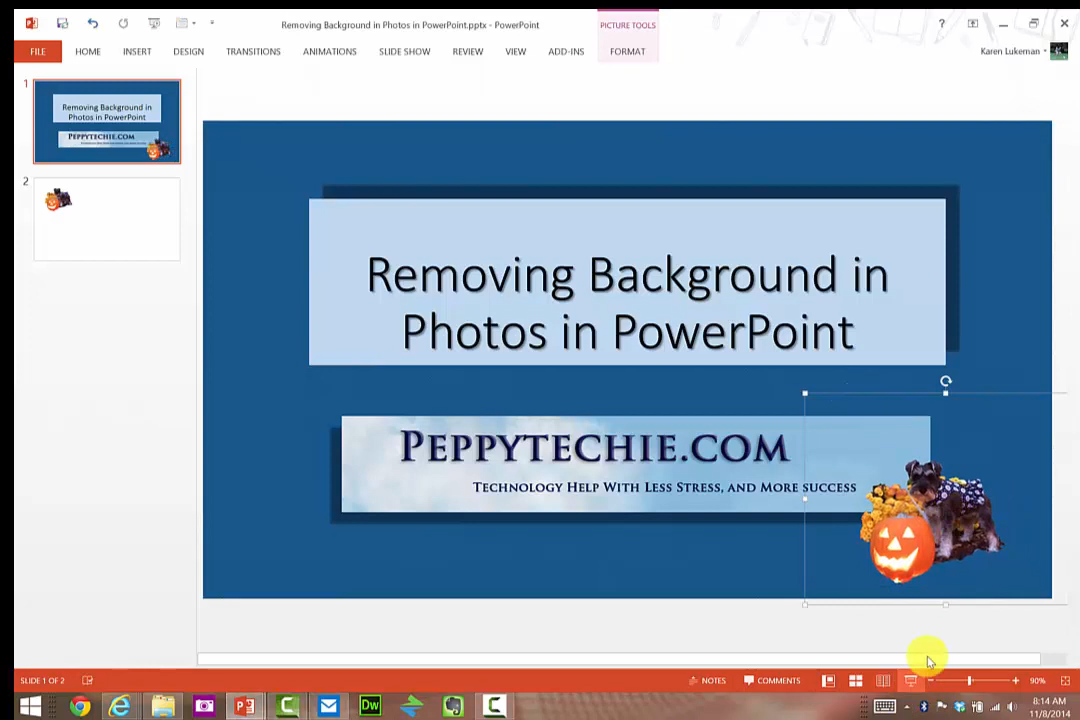 Removing Background in Photos in PowerPoint.pptx - PowerPoint
PICTURE TOOLS
?
FILE HOME INSERT DESIGN TRANSITIONS ANIMATIONS SLIDE SHOW REVIEW VIEW ADD-INS FORMAT
Karen Lukeman
1
Removing Background in
Photos in PowerPoint
PEPPYTECHIE.COM
2
Removing Background in
Photos in PowerPoint
PEPPYTECHIE.COM
TECHNOLOGY HELP WITH LESS STRESS, AND MORE SUCCESS
SLIDE 1 OF 2
NOTES COMMENTS 90%
Dw
8:14 AM
11/8/2014